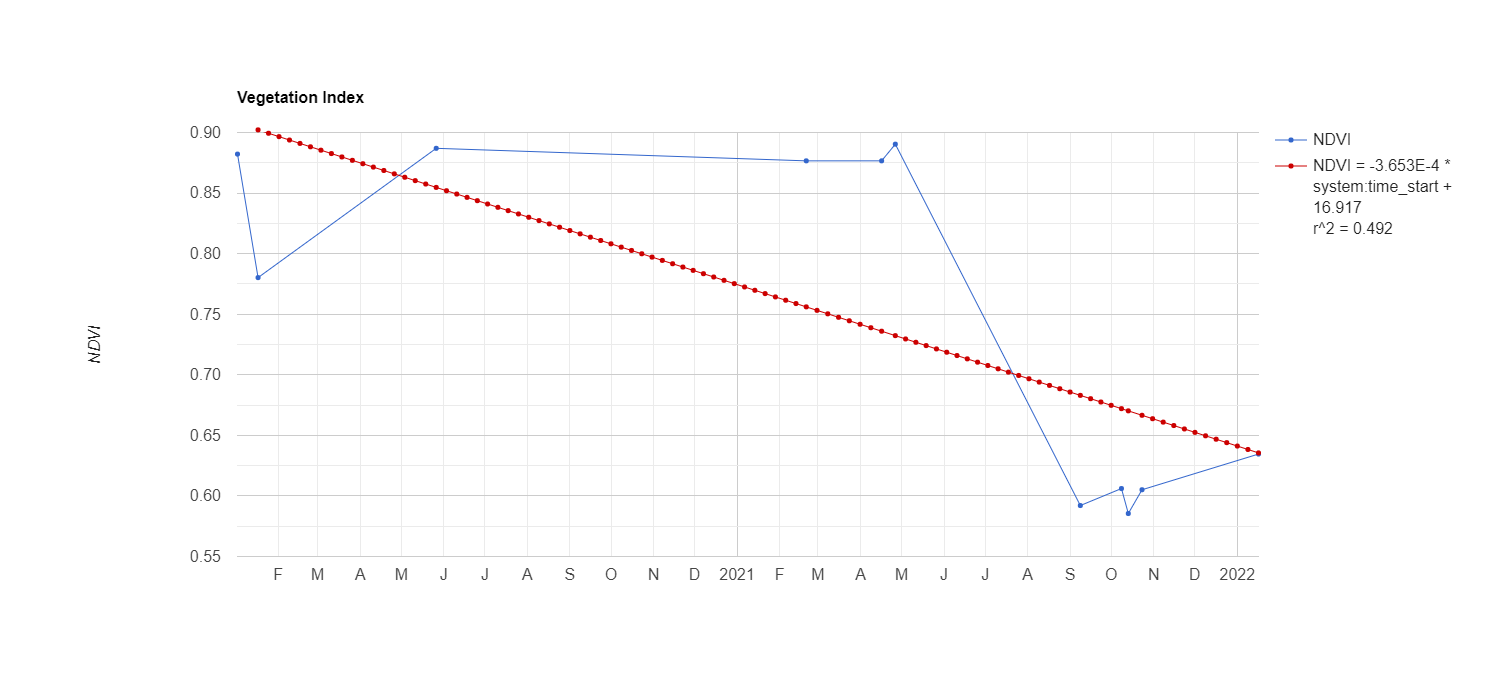 Vegetation Index
NDVI
NDVI = -3.653E-4 *
system:time_start +
16.917
r^2 = 0.492
0.90
0.85
0.80
0.75
0.70
0.65
0.60
0.55
NDVI
F M A M J J A S O N D 2021 F M A M J J A S O N D 2022